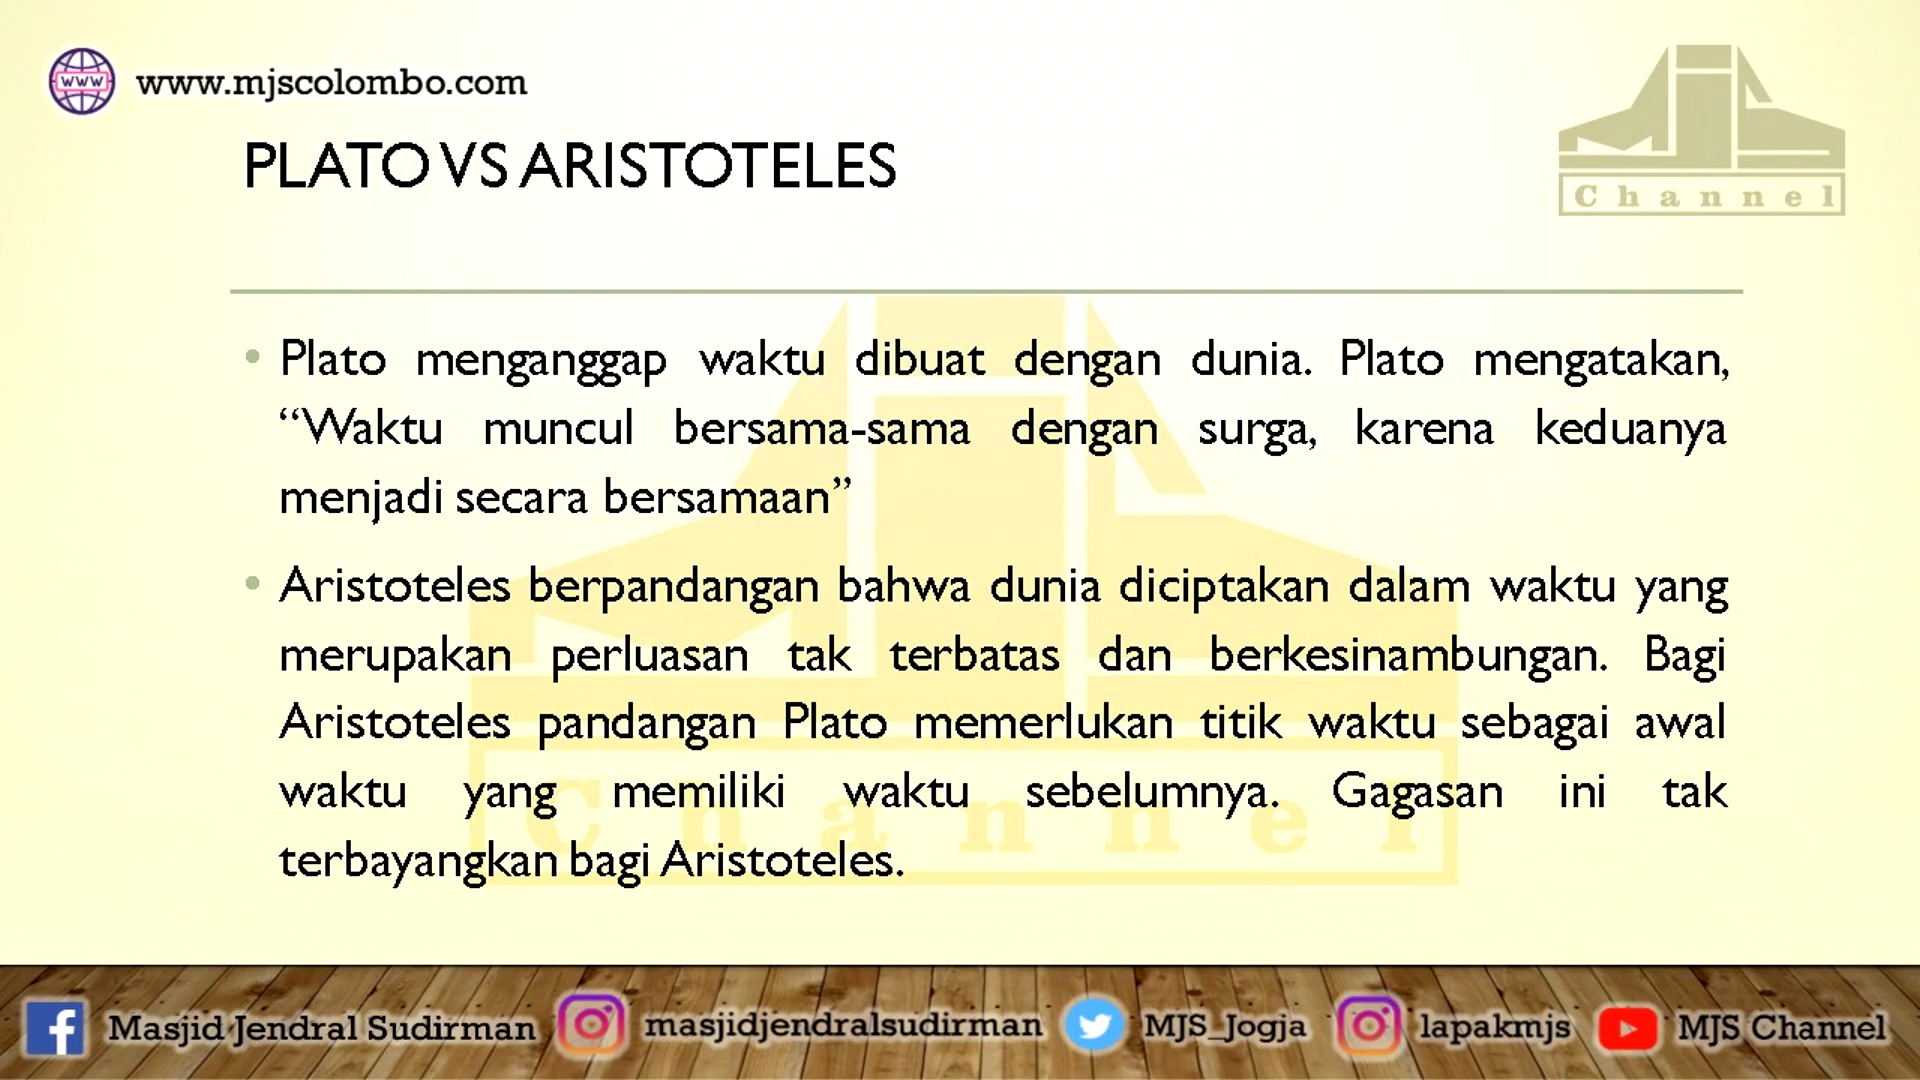 www
www.mjscolombo.com
MJS
Channel
PLATO VS ARISTOTELES
• Plato menganggap waktu dibuat dengan dunia. Plato mengatakan,
“Waktu muncul bersama-sama dengan surga, karena keduanya
menjadi secara bersamaan”
• Aristoteles berpandangan bahwa dunia diciptakan dalam waktu yang
merupakan perluasan tak terbatas dan berkesinambungan. Bagi
Aristoteles pandangan Plato memerlukan titik waktu sebagai awal
waktu yang memiliki waktu sebelumnya. Gagasan ini tak
terbayangkan bagi Aristoteles.
Channel
Masjid Jendral Sudirman masjidjendralsudirman MJS_Jogja lapakmjs MJS Channel